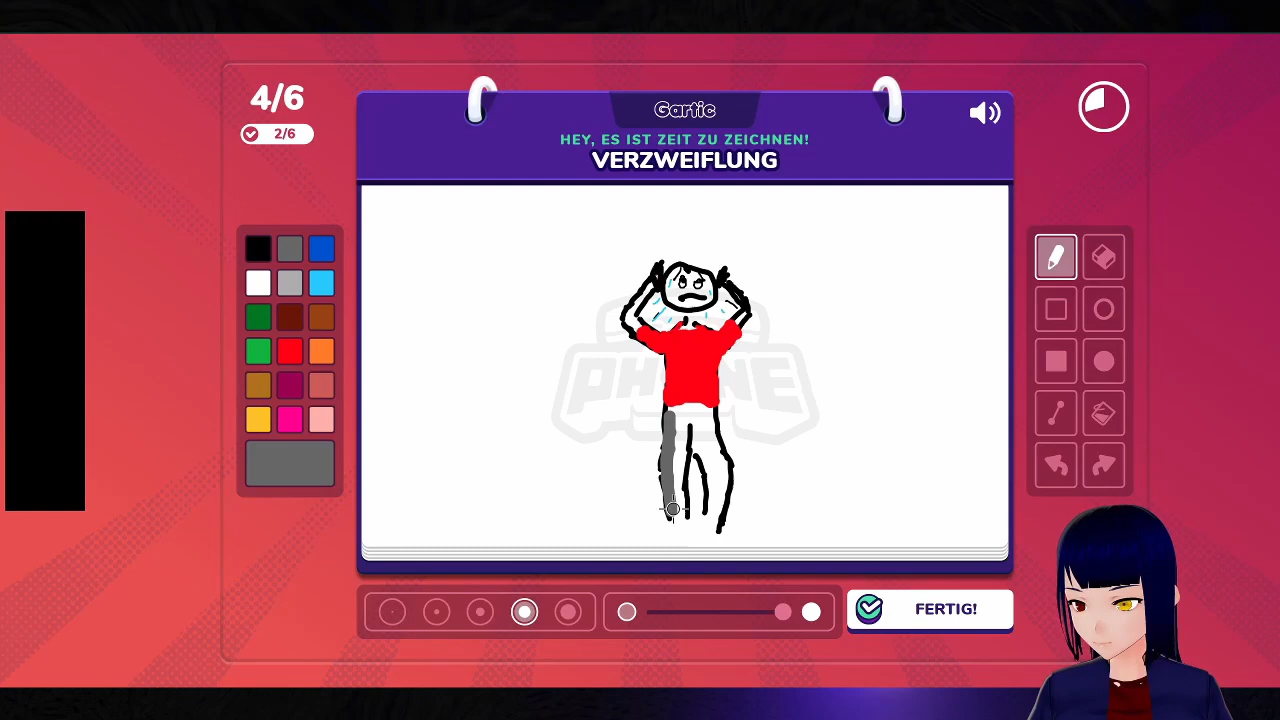 4/6
2/6
Gartic
HEY, ES IST ZEIT ZU ZEICHNEN!
VERZWEIFLUNG
PHONE
FERTIG!